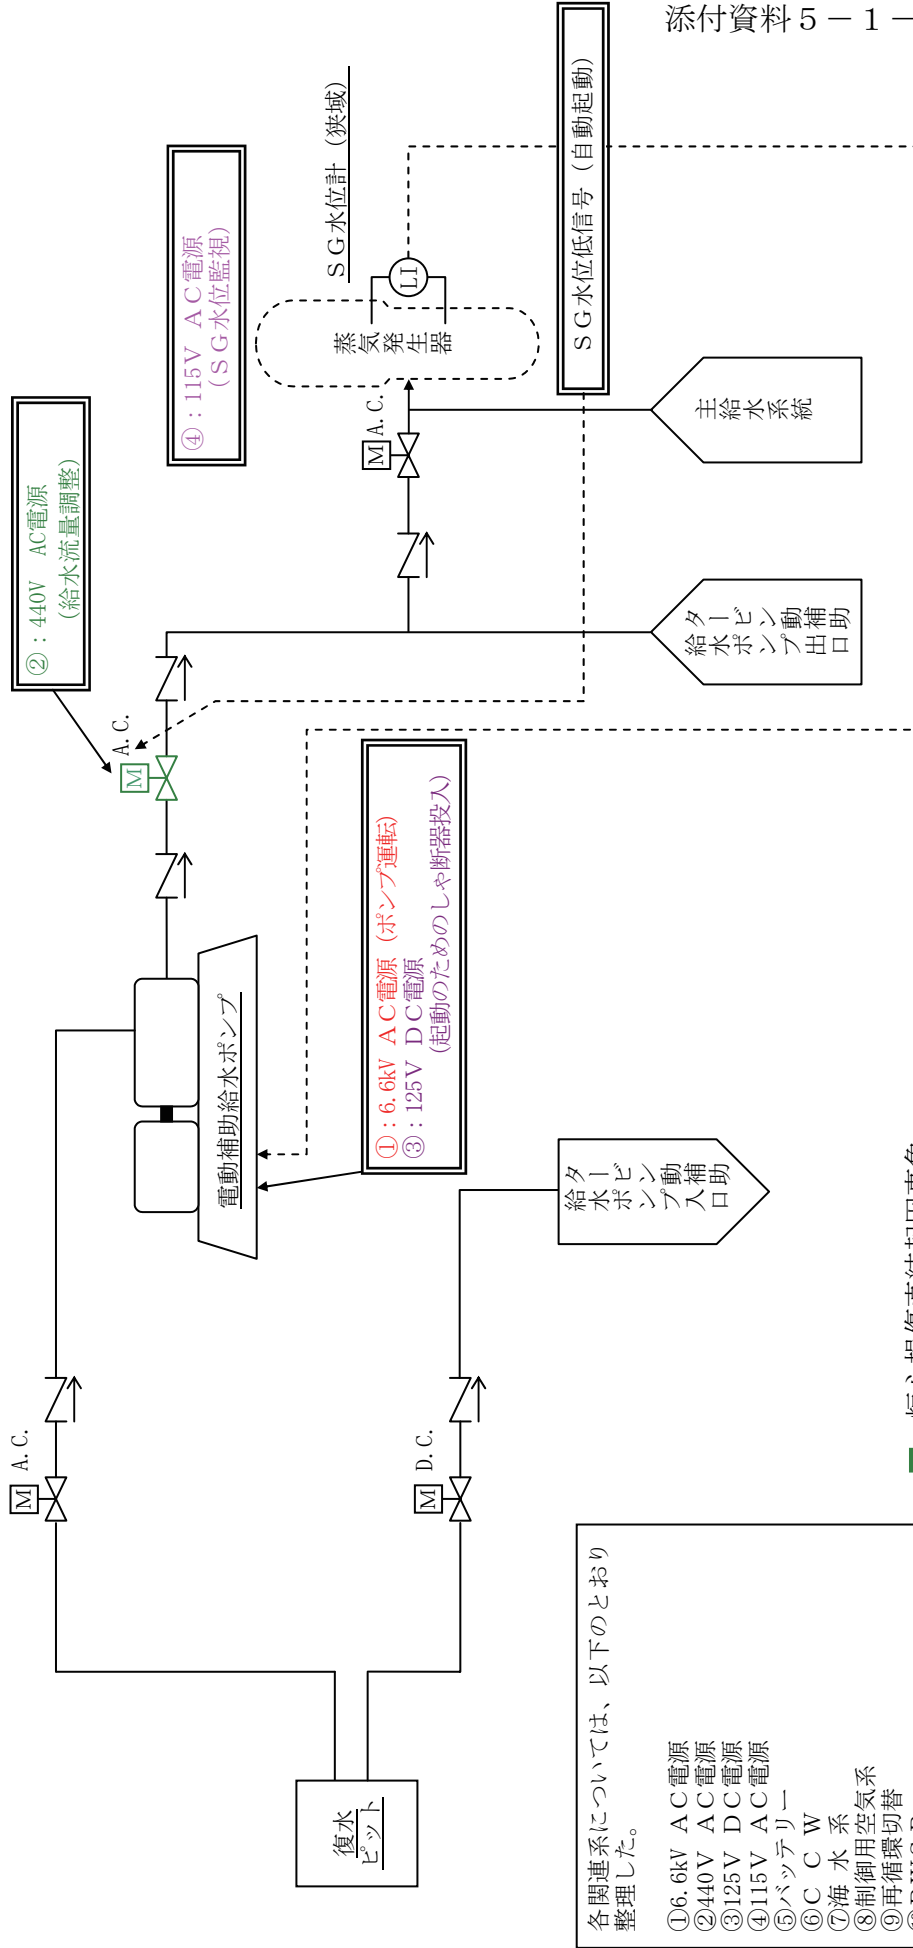 添付資料５－１－
②：440V AC電源
（給水流量調整）
④：115V ＡＣ電源
（ＳＧ水位監視）
ＳＧ水位計（狭域）
LI
蒸気発生器
ＳＧ水位低信号（自動起動）
M A.C.
M A.C.
主給水系統
タービン動補助
給水ポンプ出口
電動補助給水ポンプ
①：6.6kV ＡＣ電源（ポンプ運転）
③：125V ＤＣ電源
（起動のためのしゃ断器投入）
タービン動補助
給水ポンプ入口
M A.C.
M D.C.
復水
ピット
各関連系については、以下のとおり
整理した。
①6.6kV ＡＣ電源
②440V ＡＣ電源
③125V ＤＣ電源
④115V ＡＣ電源
⑤バッテリー
⑥ＣＣＷ
⑦海水系
⑧制御用空気系
⑨再循環切替